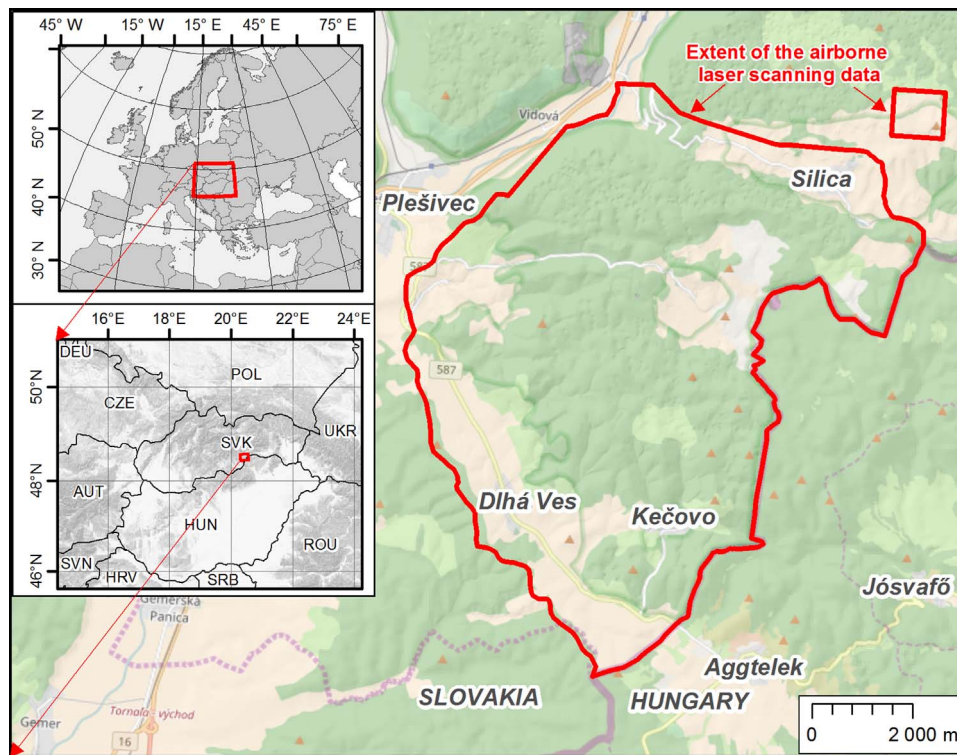 45° W
15° W
15° E
45° E
75° E
50° N
40° N
30° N
16°E
18°E
20°E
22°E
24°E
50°N
48°N
46°N
DEU
POL
CZE
UKR
SVK
AUT
HUN
ROU
SVN
HRV
SRB
Extent of the airborne
laser scanning data
Vidová
Silica
Plešivec
587
587
Dlhá Ves
Kečovo
Jósvafő
Aggtelek
SLOVAKIA
HUNGARY
Gemerská
Panica
Gemer
Tornaľa - východ
16
0
2 000 m